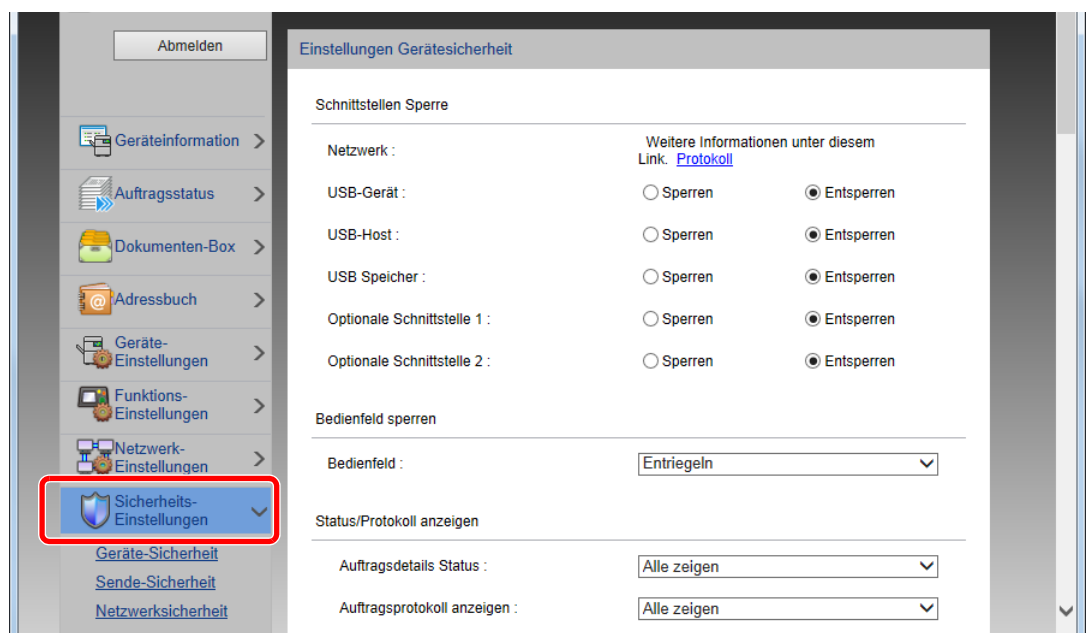 Abmelden
Geräteinformation
Auftragsstatus
Dokumenten-Box
Adressbuch
Geräte-
Einstellungen
Funktions-
Einstellungen
Netzwerk-
Einstellungen
Sicherheits-
Einstellungen
Geräte-Sicherheit
Sende-Sicherheit
Netzwerksicherheit
Einstellungen Gerätesicherheit
Schnittstellen Sperre
Netzwerk : Weitere Informationen unter diesem
Link. Protokoll
USB-Gerät : Sperren Entsperren
USB-Host : Sperren Entsperren
USB Speicher : Sperren Entsperren
Optionale Schnittstelle 1 : Sperren Entsperren
Optionale Schnittstelle 2 : Sperren Entsperren
Bedienfeld sperren
Bedienfeld : Entriegeln
Status/Protokoll anzeigen
Auftragsdetails Status : Alle zeigen
Auftragsprotokoll anzeigen : Alle zeigen